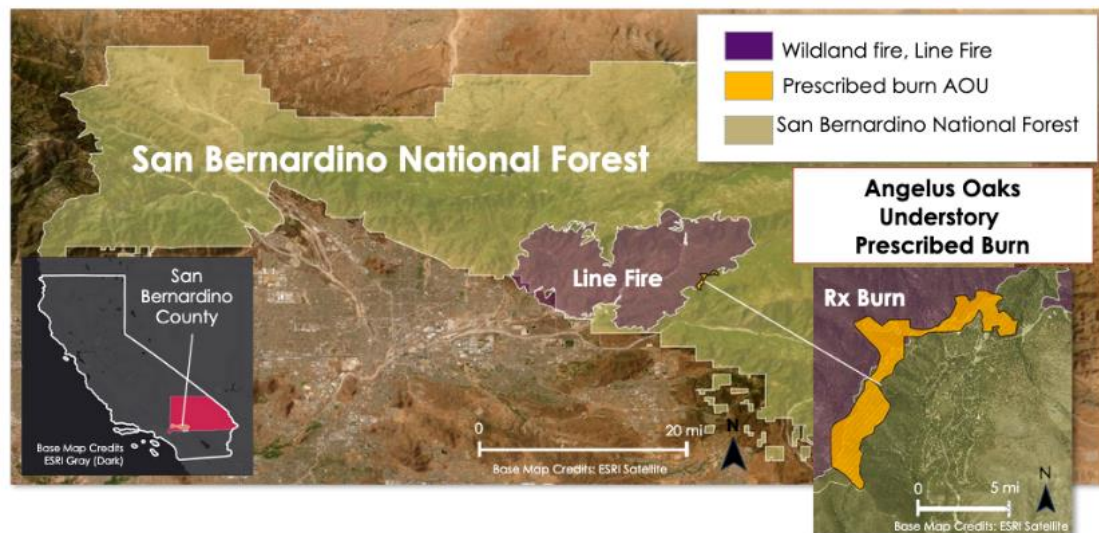 Wildland fire, Line Fire
Prescribed burn AOU
San Bernardino National Forest
San Bernardino National Forest
Angelus Oaks
Understory
Prescribed Burn
Line Fire
San
Bernardino
County
Base Map Credits
ESRI Gray (Dark)
0
20 mi
N
Base Map Credits: ESRI Satellite
Rx Burn
0
5 mi
N
Base Map Credits: ESRI Satellite